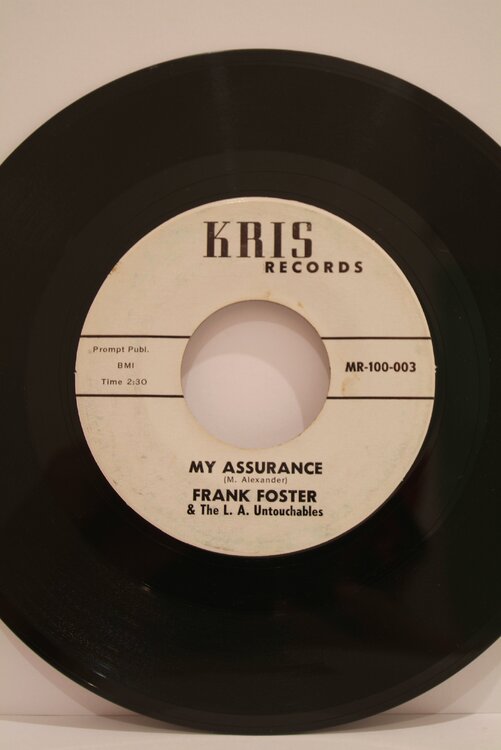 KRIS
RECORDS
Prompt Publ.
BMI
Time 2:30
MR-100-003
MY ASSURANCE
(M. Alexander)
FRANK FOSTER
& The L. A. Untouchables